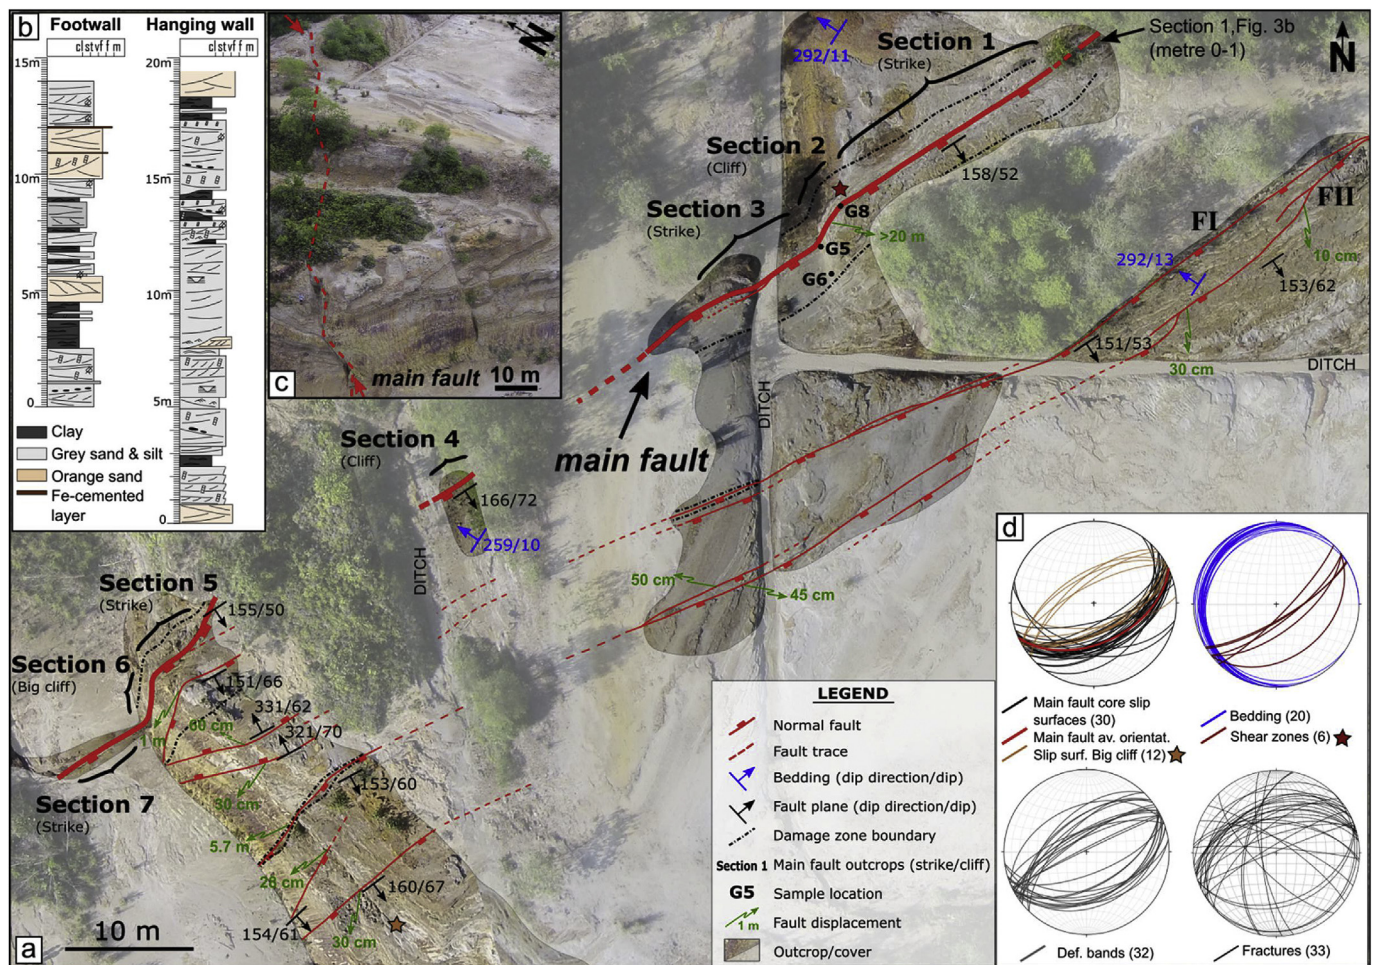 b
Footwall
Hanging wall
clstvf f m
clstvf f m
15m
10m
5m
0
20m
15m
10m
5m
0
Clay
Grey sand & silt
Orange sand
Fe-cemented
layer
c
N
main fault
10 m
292/11
Section 1
(Strike)
Section 1,Fig. 3b
(metre 0-1)
N
Section 2
(Cliff)
158/52
Section 3
(Strike)
G8
>20 m
G5
G6
FI
FII
292/13
10 cm
153/62
151/53
30 cm
DITCH
DITCH
main fault
Section 4
(Cliff)
166/72
259/10
DITCH
50 cm
45 cm
Section 5
(Strike)
155/50
Section 6
(Big cliff)
151/66
331/62
60 cm
321/70
1 m
Section 7
(Strike)
50 cm
153/60
5.7 m
26 cm
160/67
154/61
30 cm
a
10 m
LEGEND
Normal fault
Fault trace
Bedding (dip direction/dip)
Fault plane (dip direction/dip)
Damage zone boundary
Section 1 Main fault outcrops (strike/cliff)
G5 Sample location
Fault displacement
1 m
Outcrop/cover
d
Main fault core slip
surfaces (30)
Main fault av. orientat.
Slip surf. Big cliff (12)
Bedding (20)
Shear zones (6)
Def. bands (32)
Fractures (33)